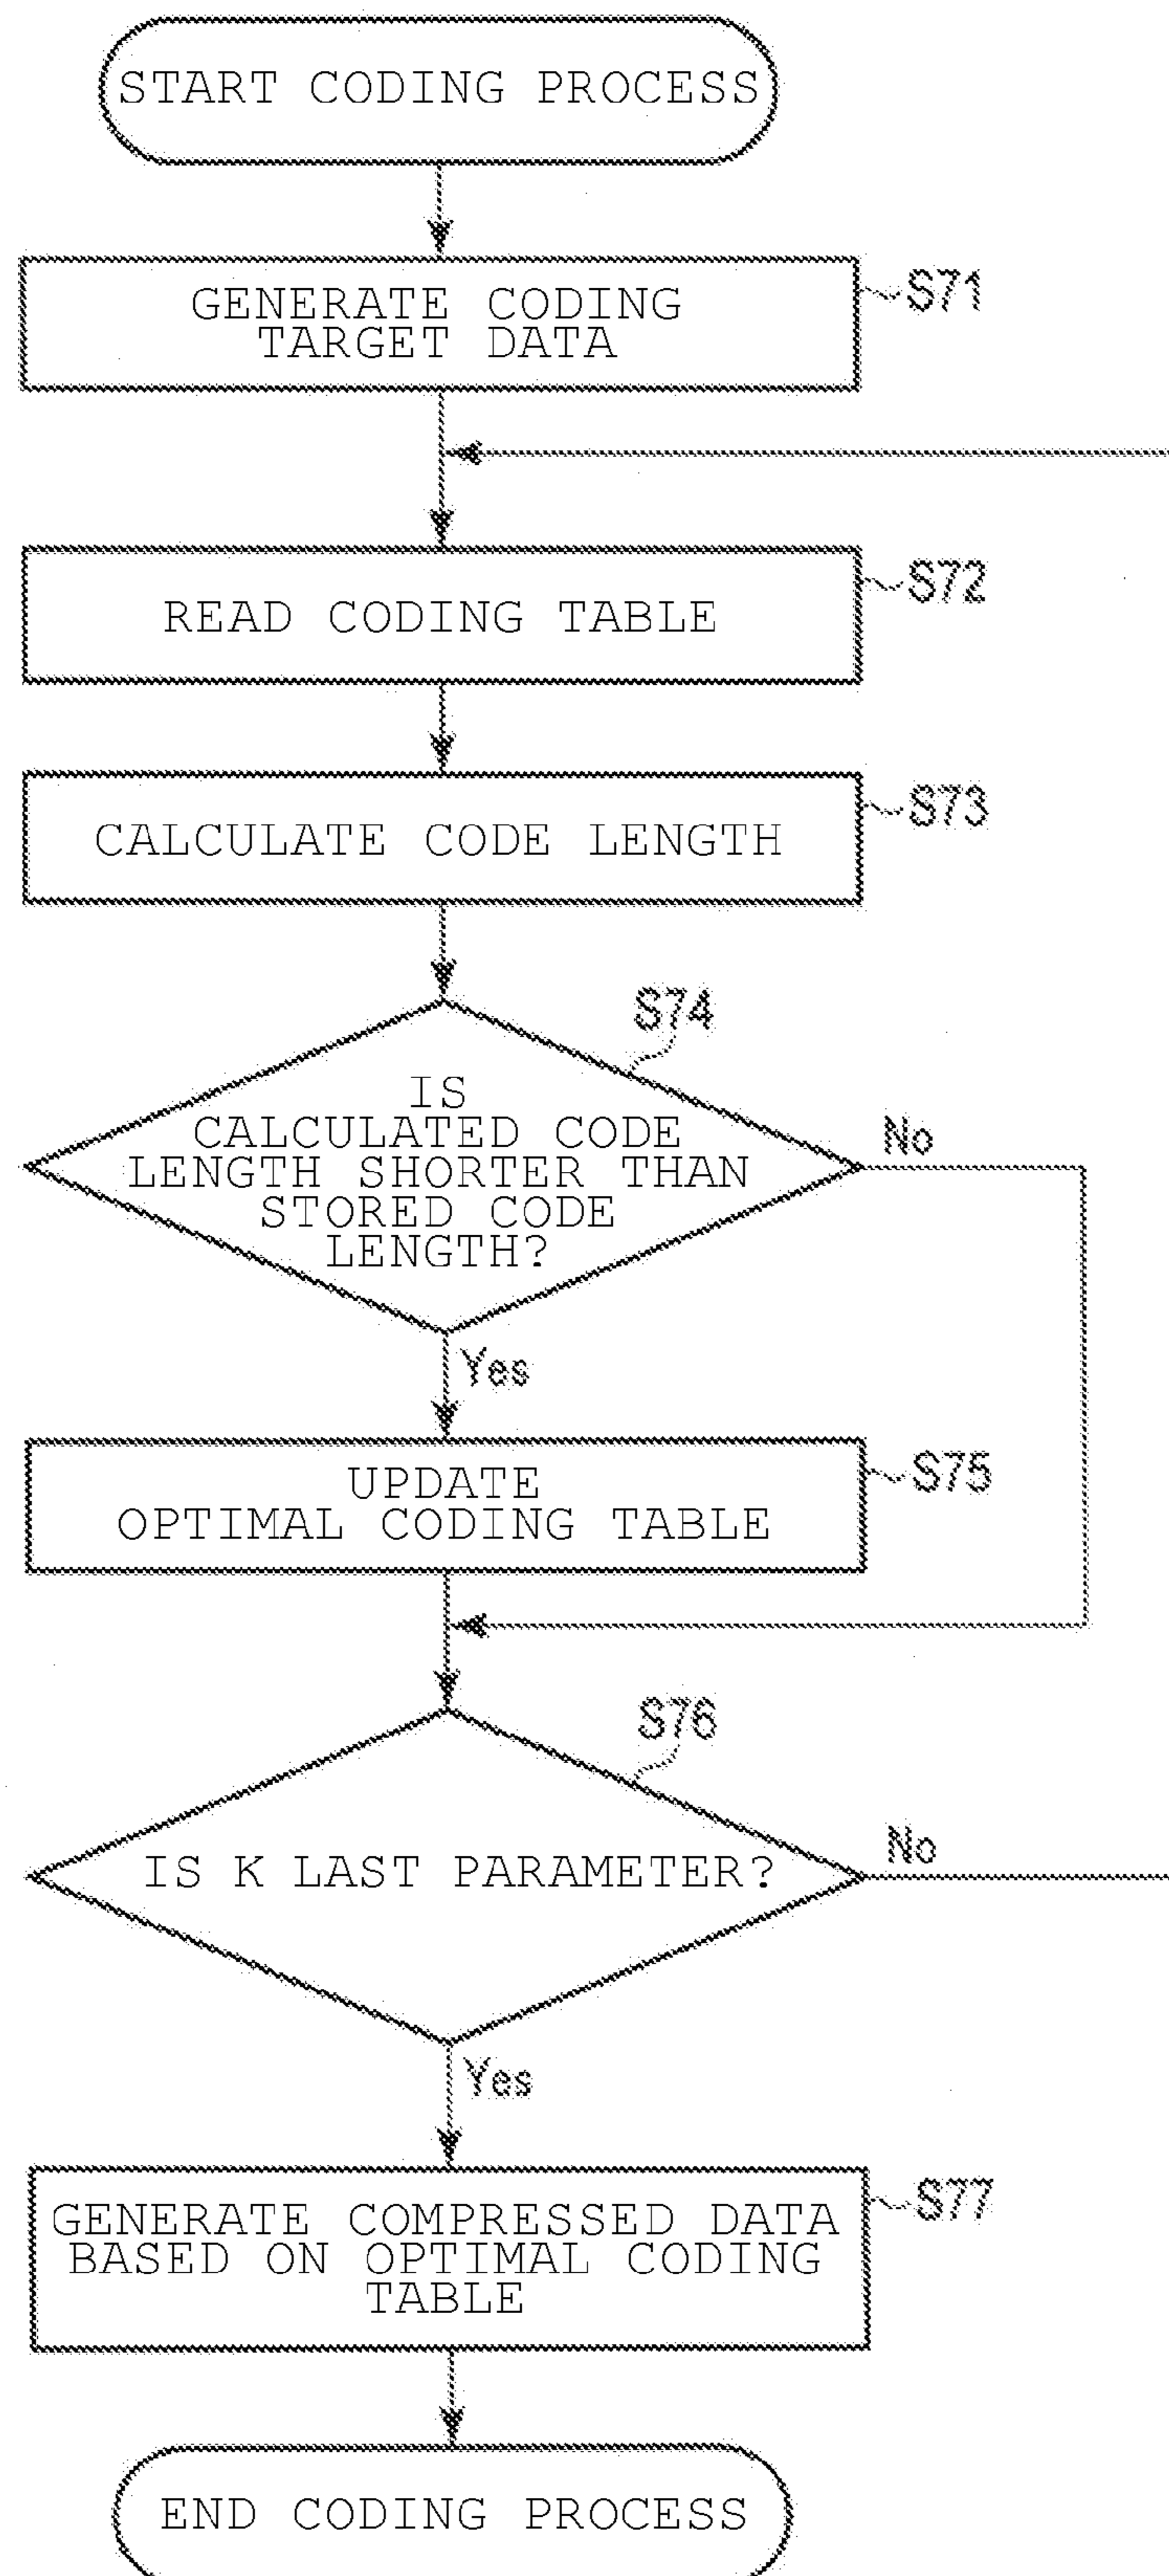 START CODING PROCESS
GENERATE CODING
TARGET DATA
S71
READ CODING TABLE
S72
CALCULATE CODE LENGTH
S73
S74
IS
CALCULATED CODE
LENGTH SHORTER THAN
STORED CODE
LENGTH?
No
Yes
UPDATE
OPTIMAL CODING TABLE
S75
S76
IS K LAST PARAMETER?
No
Yes
GENERATE COMPRESSED DATA
BASED ON OPTIMAL CODING
TABLE
S77
END CODING PROCESS